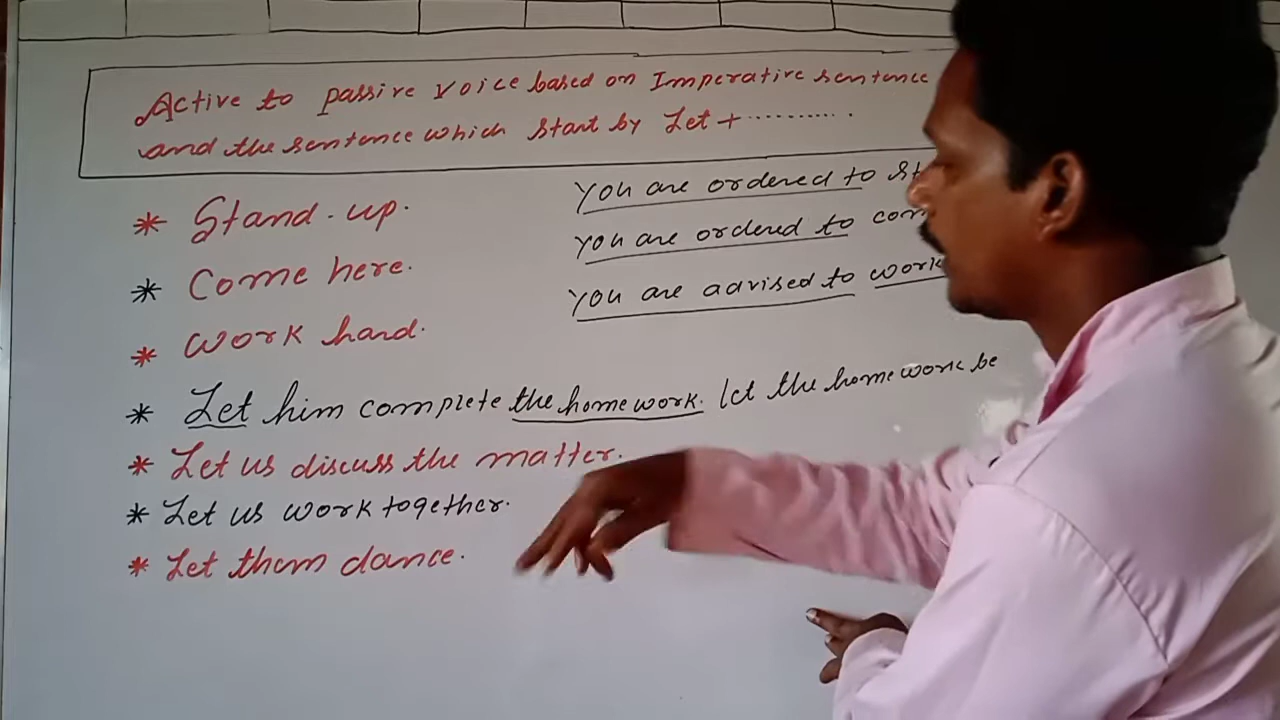 Active to passive voice based on Imperative sentence
and the sentence which start by Let + ...........
* Stand - up.
* Come here.
* Work hard.
You are ordered to
You are ordered to
You are advised to work
* Let him complete the homework. let the homework be
* Let us discuss the matter.
* Let us work together.
* Let them dance.